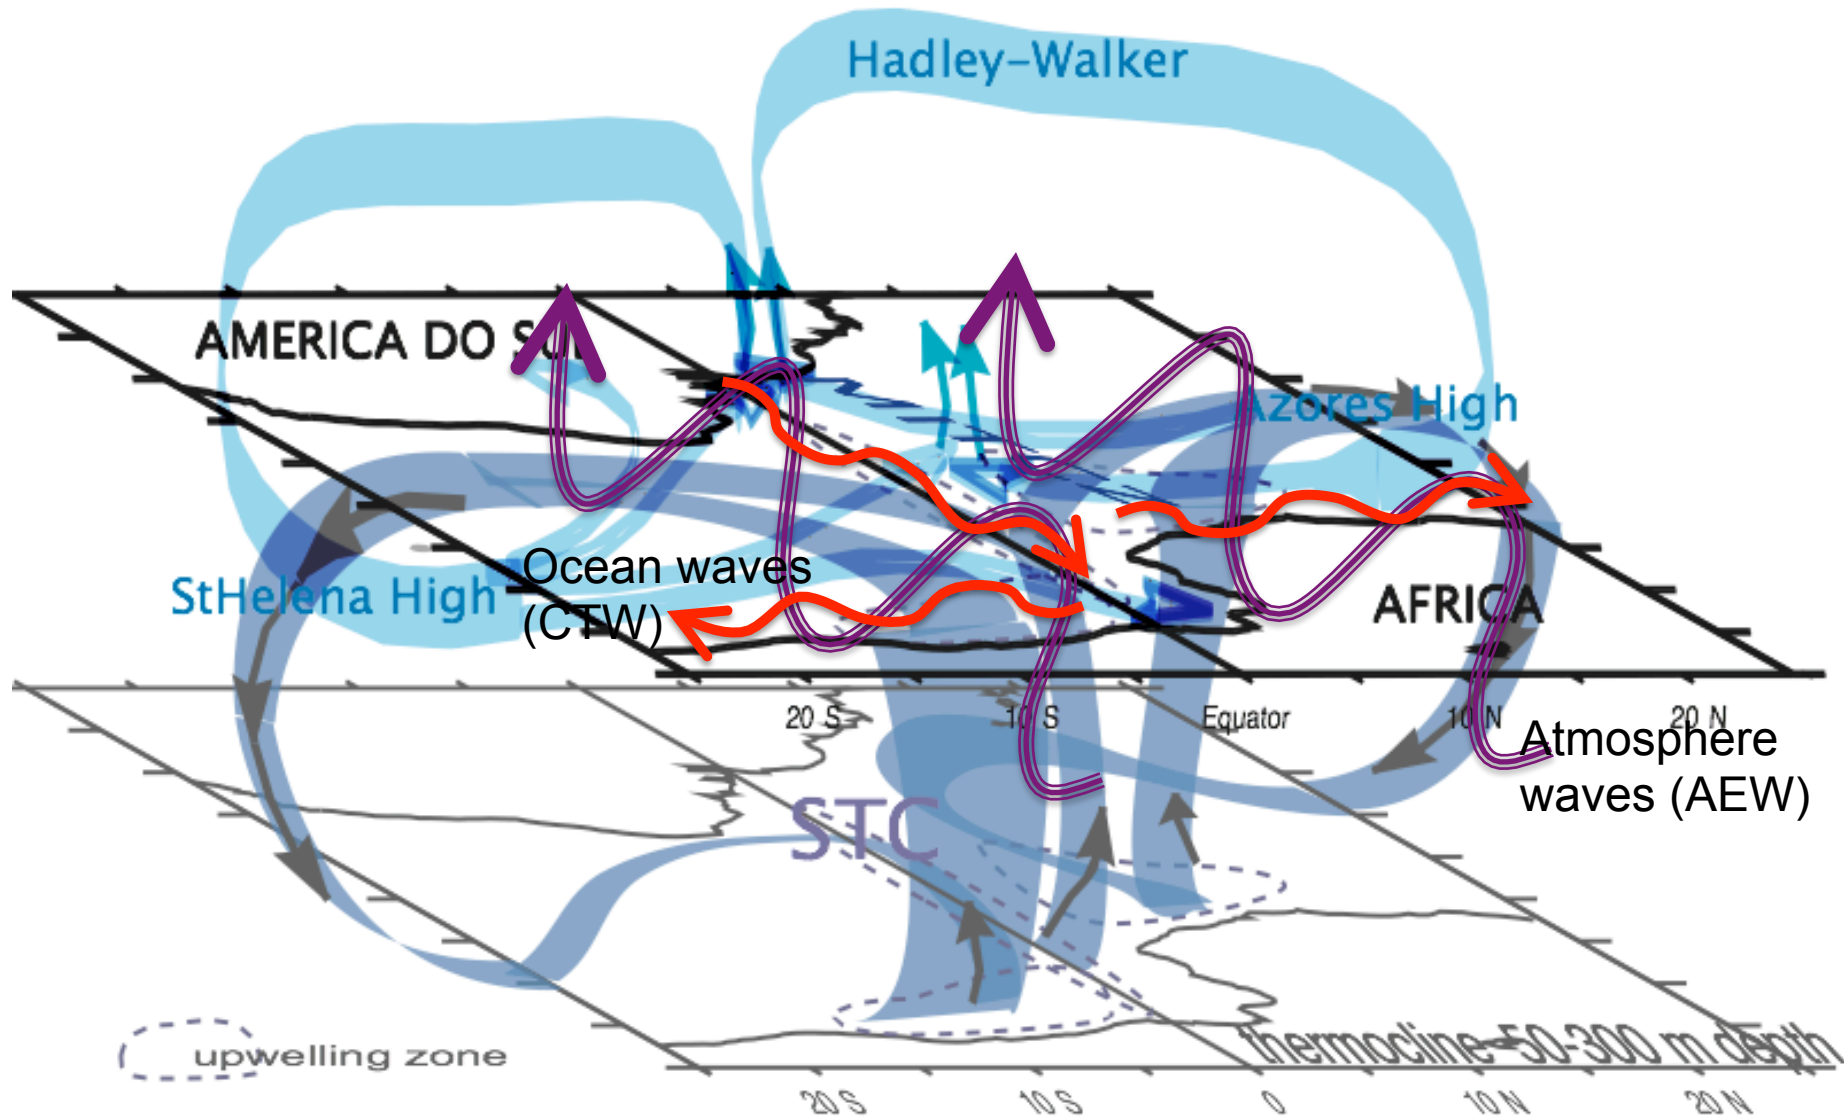 Hadley-Walker
AMERICA DO SUL
Azores High
Ocean waves
(CTW)
StHelena High
AFRICA
20 S
10 S
Equator
10 N
20 N
Atmosphere
waves (AEW)
STC
upwelling zone
thermocline~50-300 m depth
20 S
10 S
0
10 N
20 N